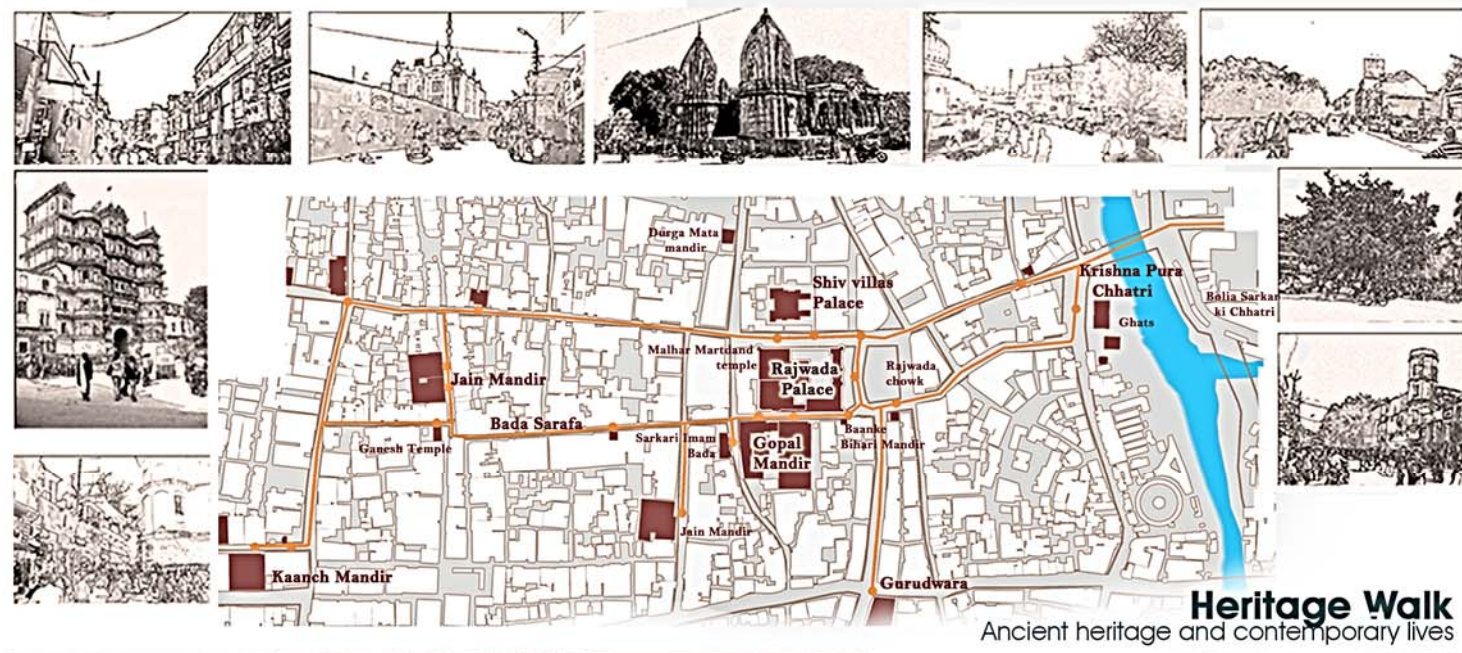 Durga Mata
mandir
Shiv villas
Palace
Krishna Pura
Chhatri
Bolia Sarkar
ki Chhatri
Ghats
Malhar Martdand
temple
Rajwada
Palace
Rajwada
chowk
Jain Mandir
Bada Sarafa
Ganesh Temple
Sarkari Imam
Bada
Gopal
Mandir
Baanke
Bihari Mandir
Jain Mandir
Kaanch Mandir
Gurudwara
Heritage Walk
Ancient heritage and contemporary lives